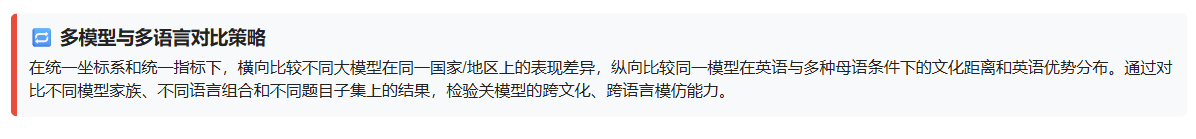 多模型与多语言对比策略
在统一坐标系和统一指标下，横向比较不同大模型在同一国家/地区上的表现差异，纵向比较同一模型在英语与多种母语条件下的文化距离和英语优势分布。通过对
比不同模型家族、不同语言组合和不同题目子集上的结果，检验关模型的跨文化、跨语言模仿能力。